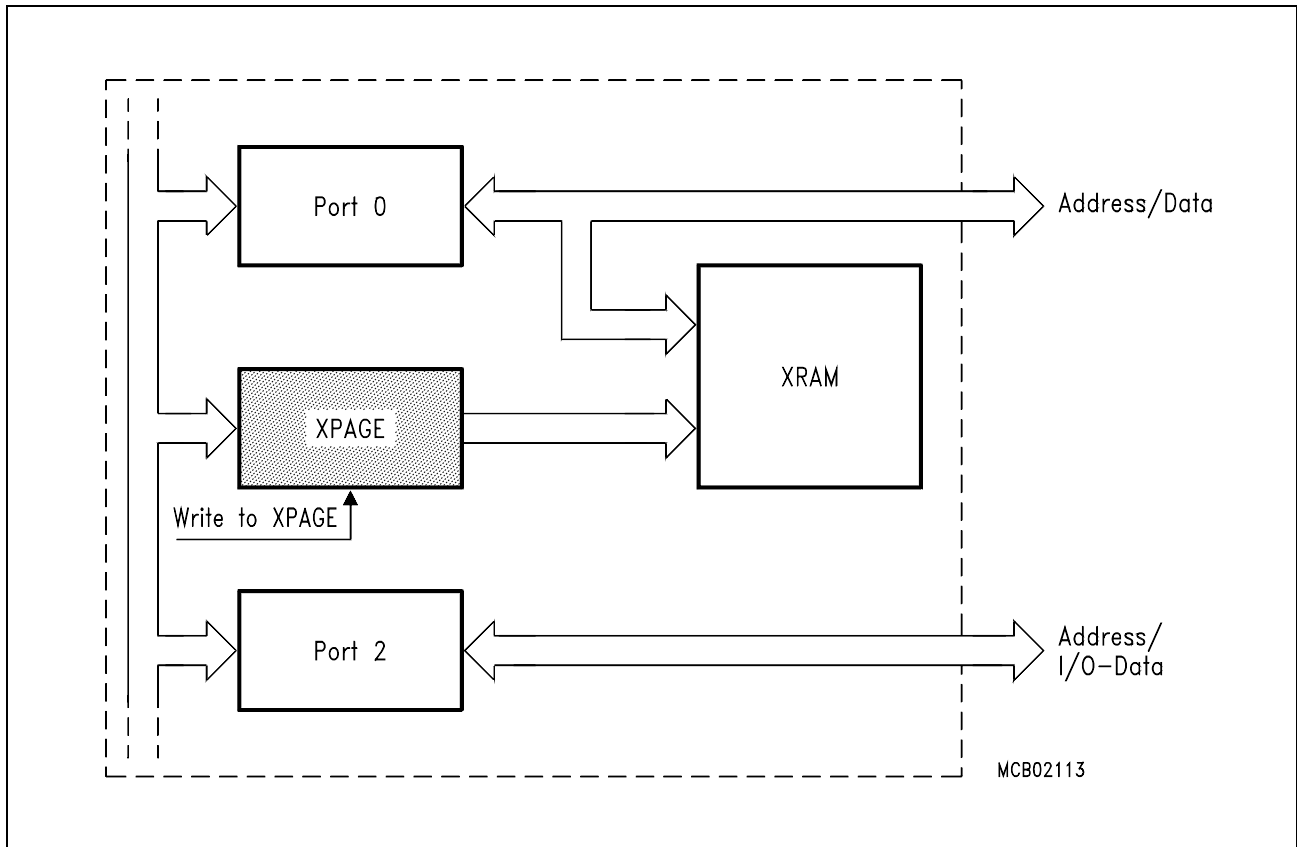 Port 0
Address/Data
XRAM
XPAGE
Write to XPAGE
Port 2
Address/
I/O-Data
MCB02113